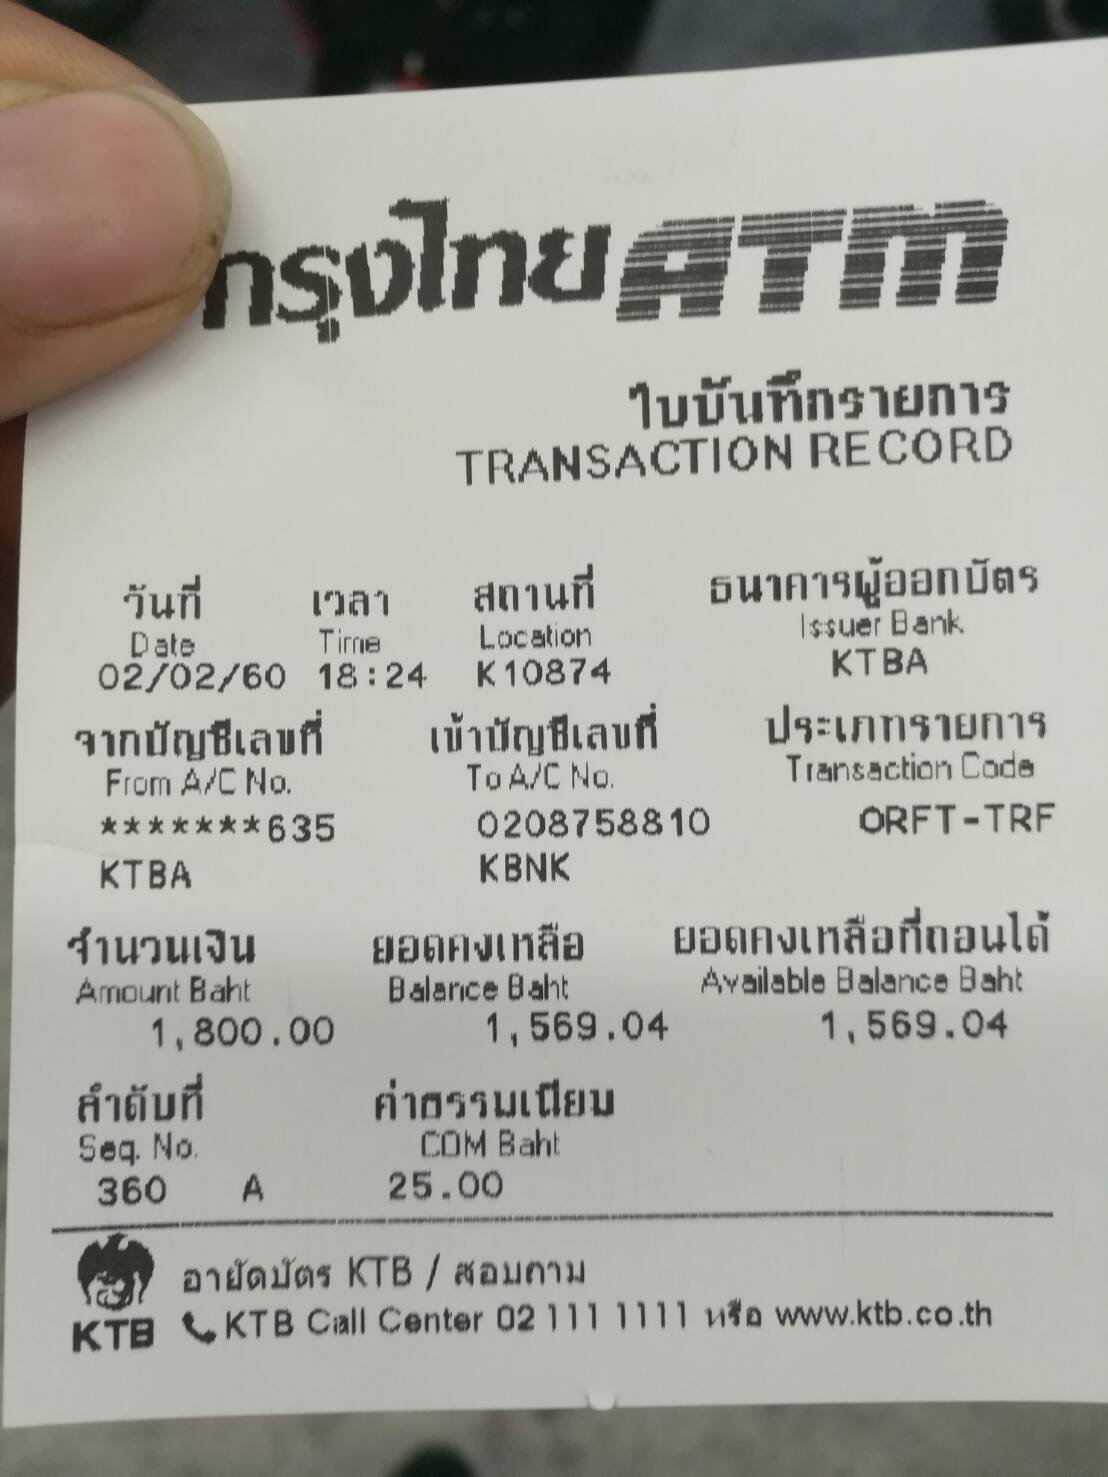 กรุงไทย ATM
ใบบันทึกรายการ
TRANSACTION RECORD
วันที่ เวลา สถานที่ ธนาคารผู้ออกบัตร
Date Time Location Issuer Bank
02/02/60 18:24 K10874 KTBA
จากบัญชีเลขที่ เข้าบัญชีเลขที่ ประเภทรายการ
From A/C No. To A/C No. Transaction Code
*******635 0208758810 ORFT-TRF
KTBA KBNK
จำนวนเงิน ยอดคงเหลือ ยอดคงเหลือที่ถอนได้
Amount Baht Balance Baht Available Balance Baht
1,800.00 1,569.04 1,569.04
ลำดับที่ ค่าธรรมเนียม
Seq. No. COM Baht
360 A 25.00
อายัดบัตร KTB / สอบถาม
KTB KTB Call Center 02 111 1111 หรือ www.ktb.co.th